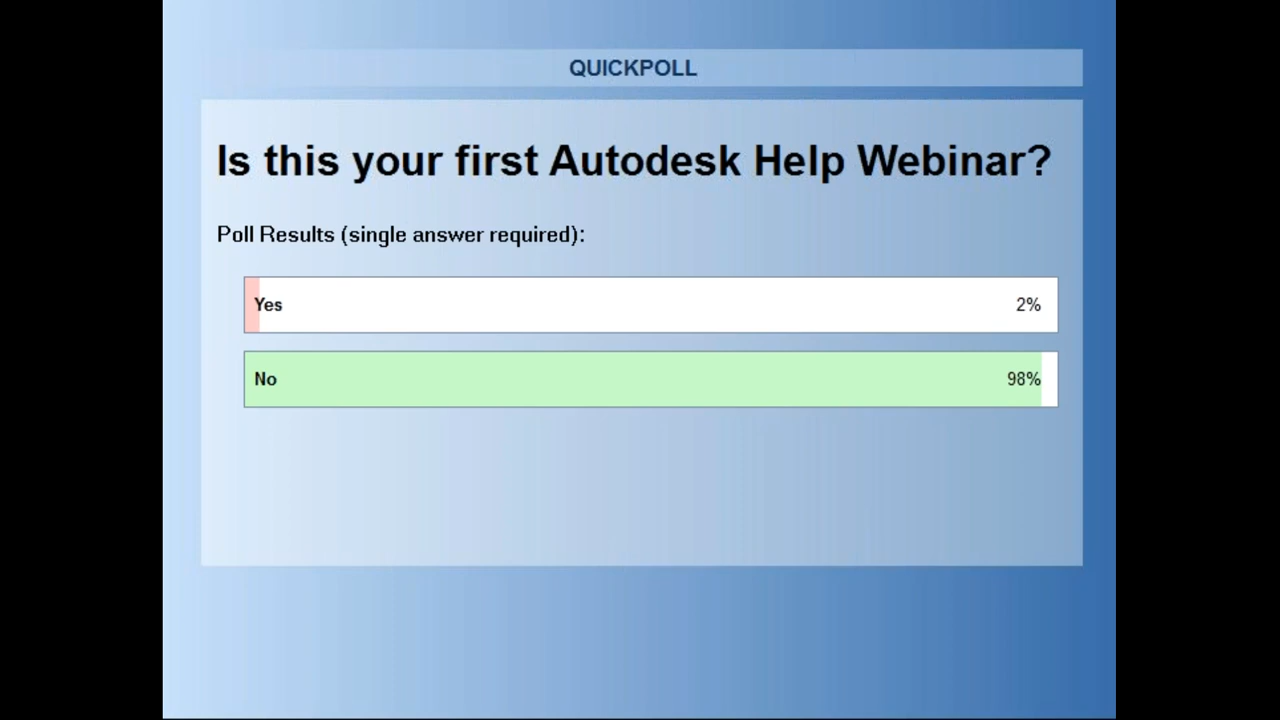 QUICKPOLL
Is this your first Autodesk Help Webinar?
Poll Results (single answer required):
Yes 2%
No 98%